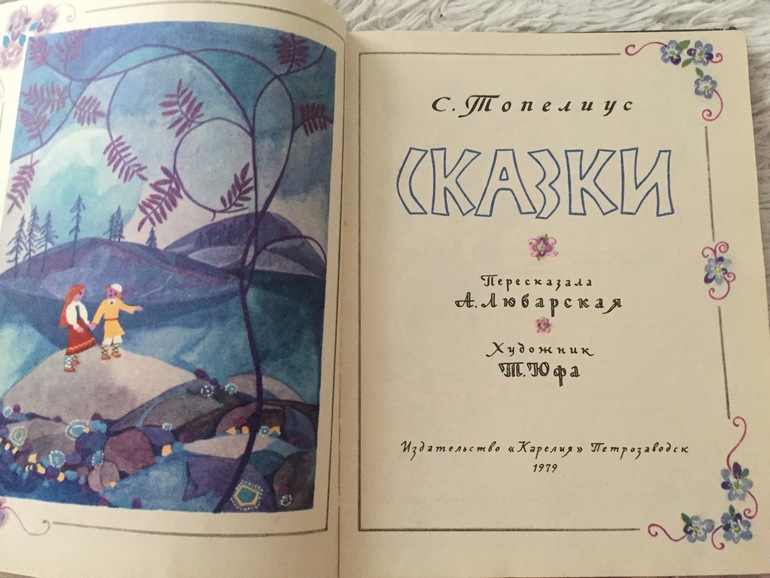 С. Топелиус
СКАЗКИ
Пересказала
А. Любарская
Художник
Т. Юфа
Издательство «Карелия» Петрозаводск
1979